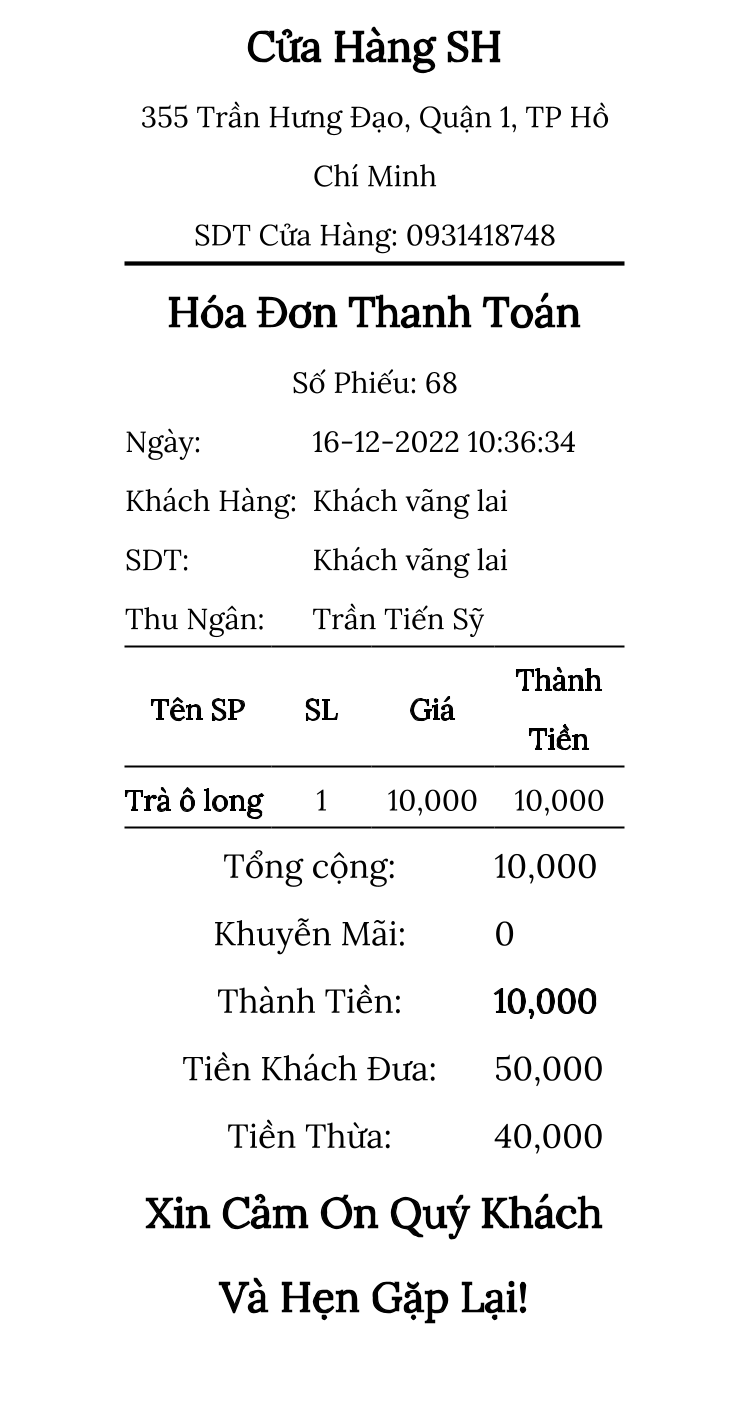 Cửa Hàng SH
355 Trần Hưng Đạo, Quận 1, TP Hồ
Chí Minh
SDT Cửa Hàng: 0931418748
Hóa Đơn Thanh Toán
Số Phiếu: 68
Ngày: 16-12-2022 10:36:34
Khách Hàng: Khách vãng lai
SDT: Khách vãng lai
Thu Ngân: Trần Tiến Sỹ
Tên SP SL Giá Thành
Tiền
Trà ô long 1 10,000 10,000
Tổng cộng: 10,000
Khuyễn Mãi: 0
Thành Tiền: 10,000
Tiền Khách Đưa: 50,000
Tiền Thừa: 40,000
Xin Cảm Ơn Quý Khách
Và Hẹn Gặp Lại!